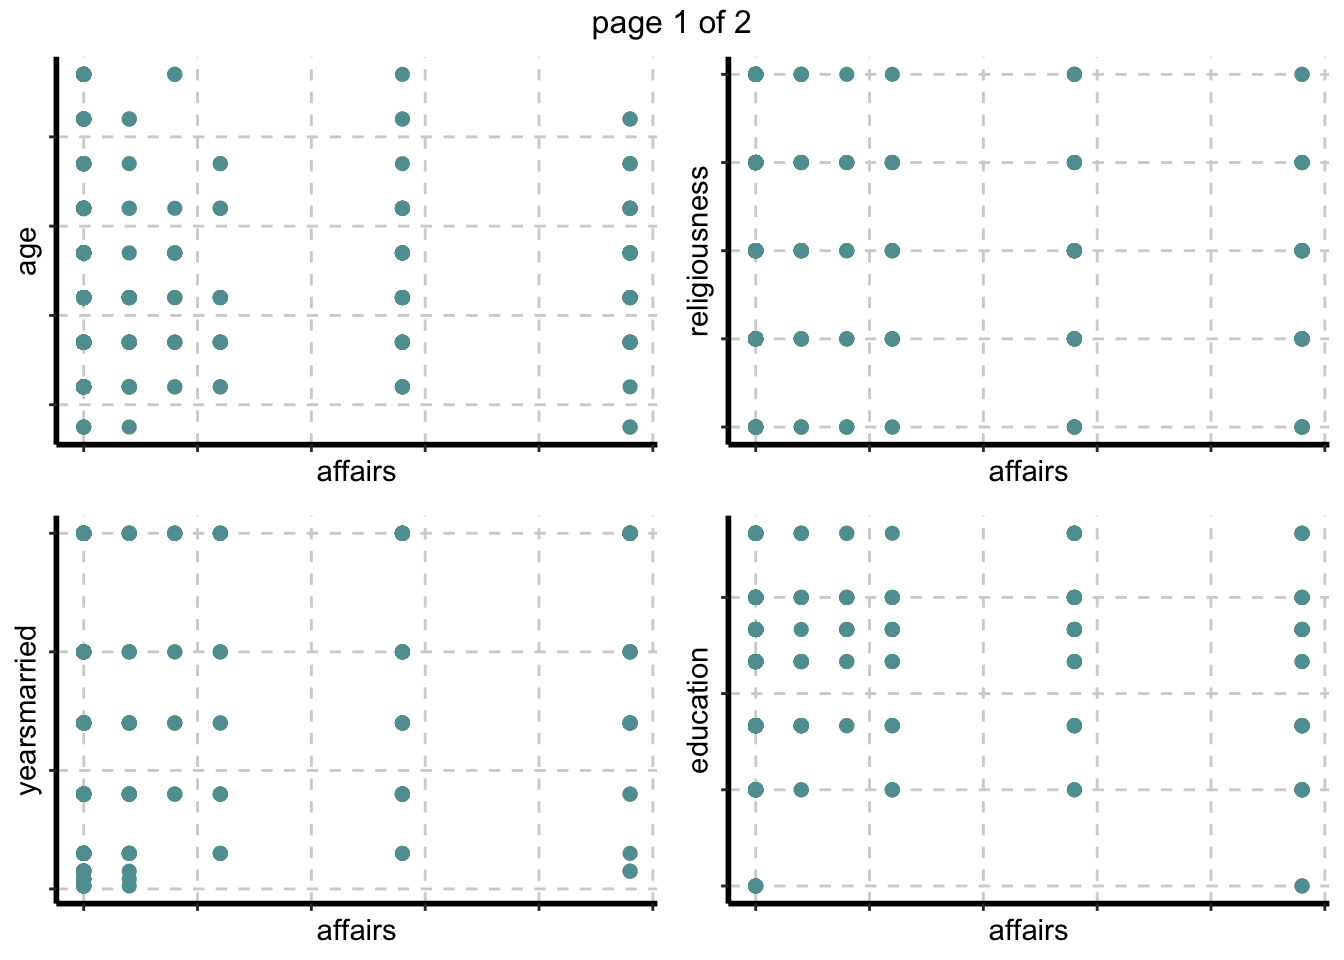 page 1 of 2
age
affairs
religiousness
affairs
yearsmarried
affairs
education
affairs